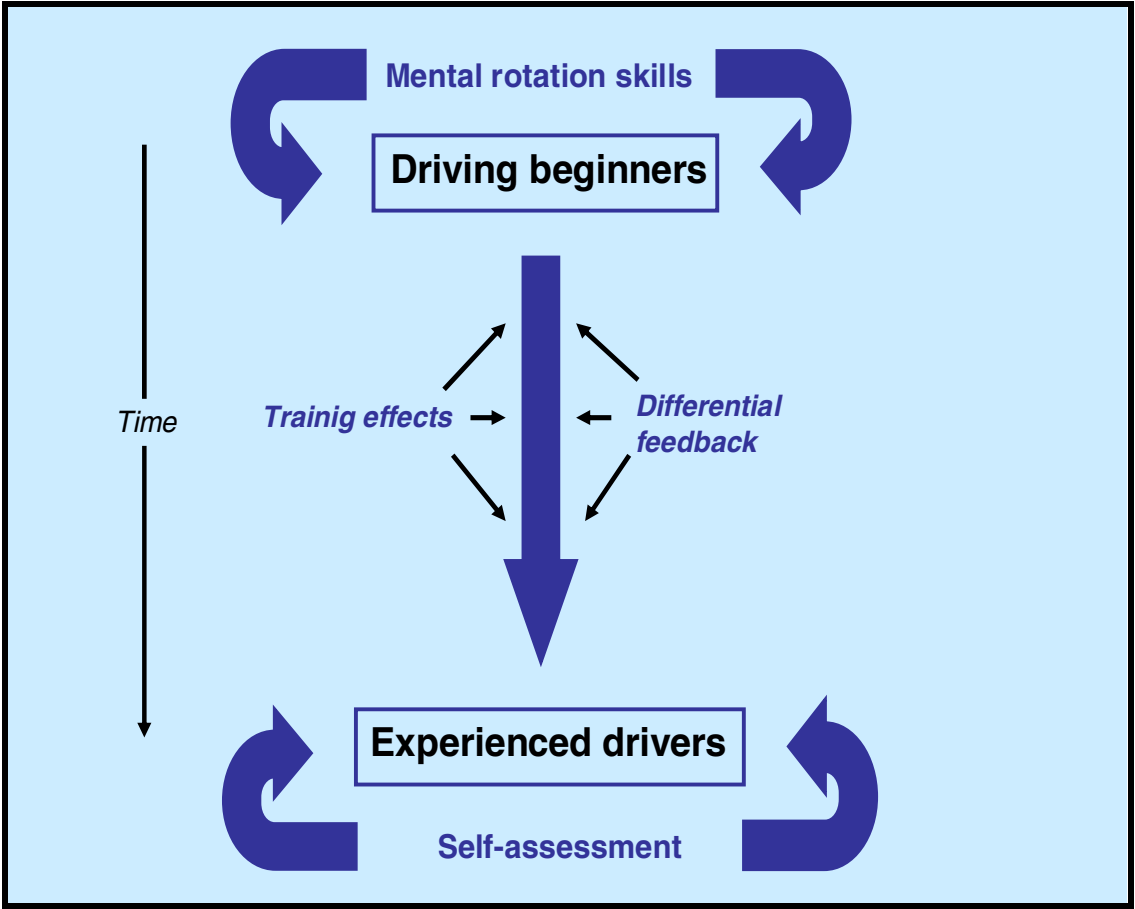 Mental rotation skills
Driving beginners
Time
Trainig effects
Differential
feedback
Experienced drivers
Self-assessment